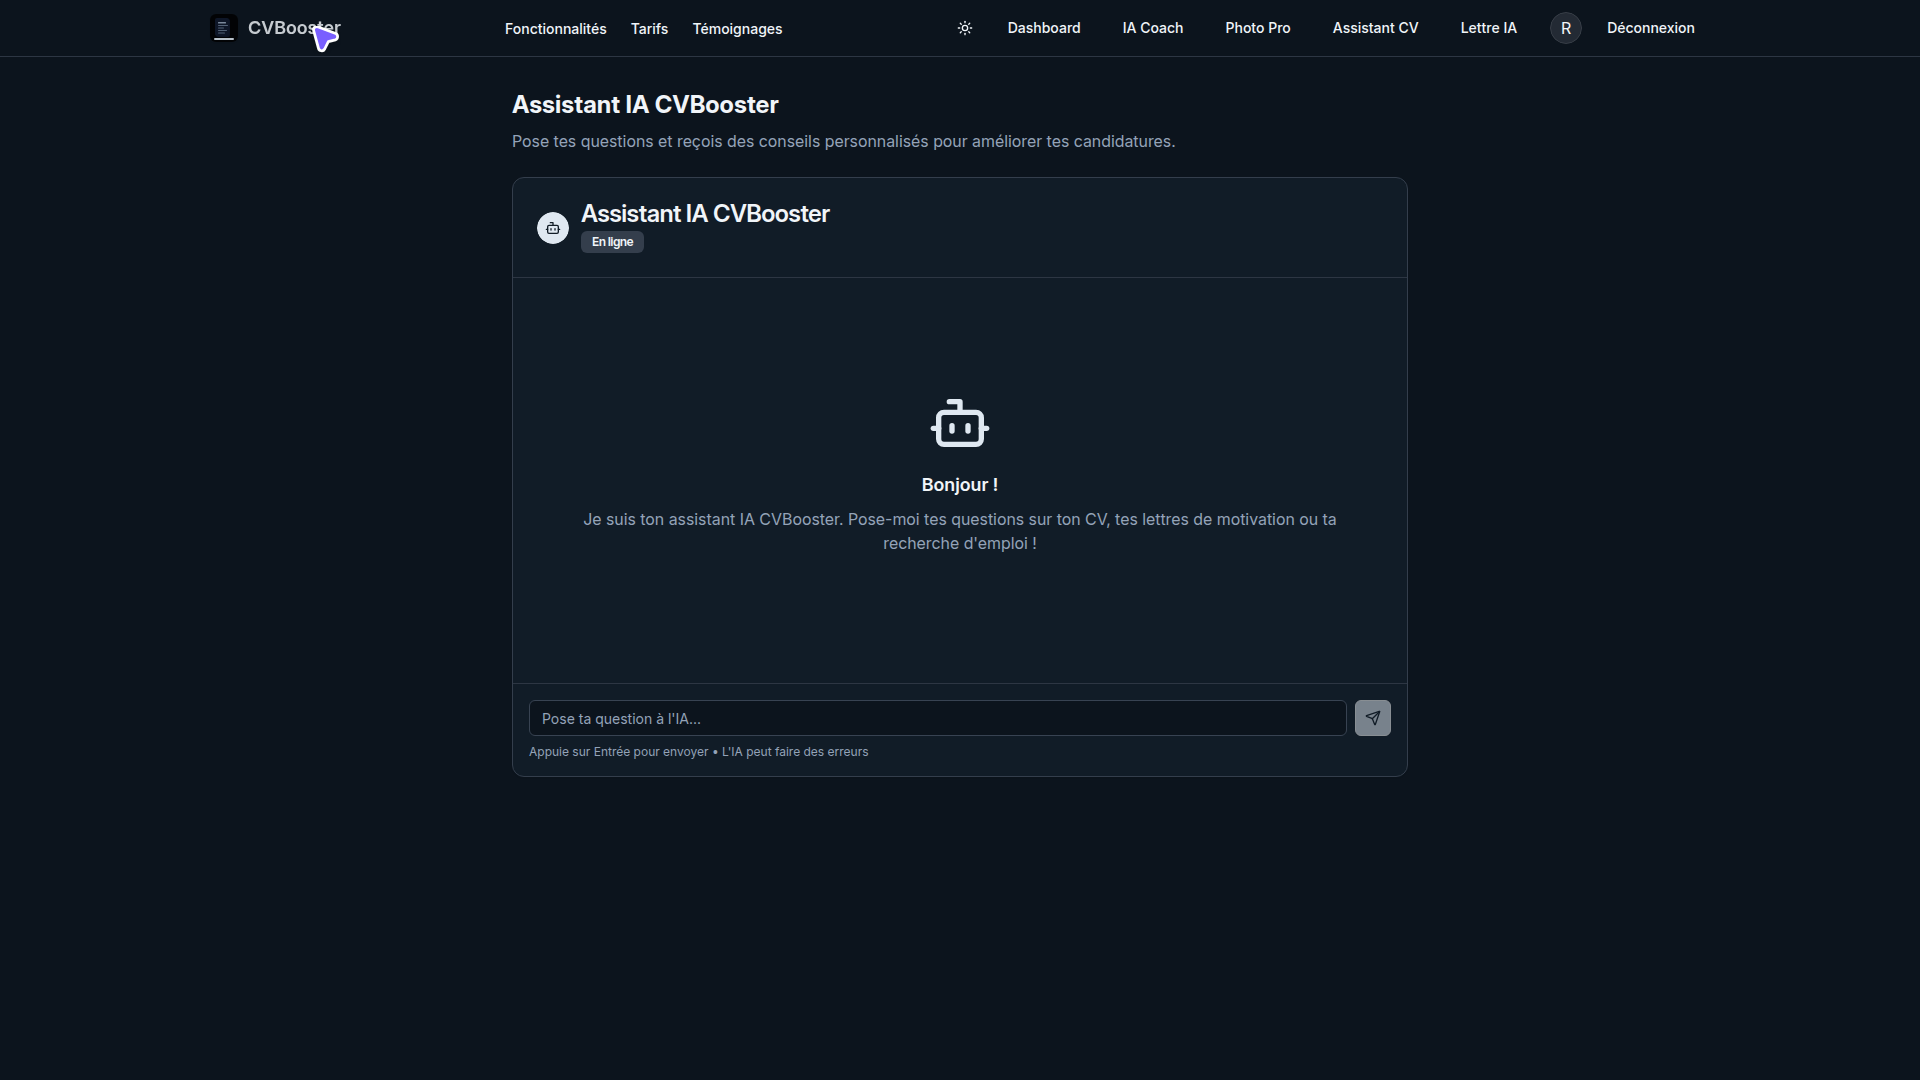 CVBooster
Fonctionnalités
Tarifs
Témoignages
Dashboard
IA Coach
Photo Pro
Assistant CV
Lettre IA
R
Déconnexion
Assistant IA CVBooster
Pose tes questions et reçois des conseils personnalisés pour améliorer tes candidatures.
Assistant IA CVBooster
En ligne
Bonjour !
Je suis ton assistant IA CVBooster. Pose-moi tes questions sur ton CV, tes lettres de motivation ou ta
recherche d'emploi !
Pose ta question à l'IA...
Appuie sur Entrée pour envoyer • L'IA peut faire des erreurs